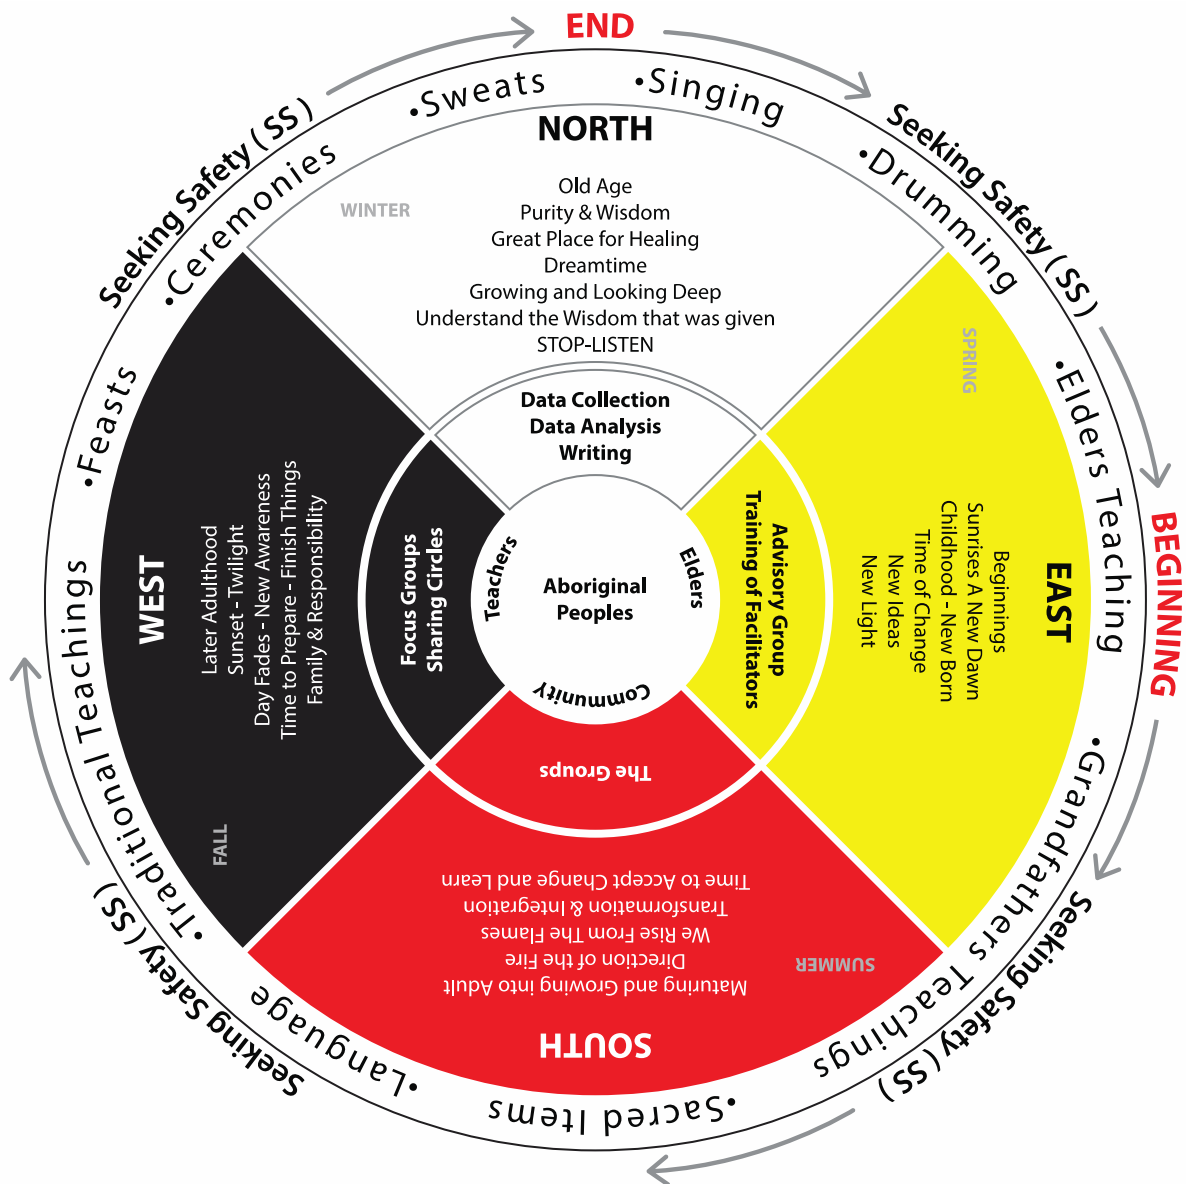 END
Seeking Safety ( SS )
Seeking Safety ( SS )
BEGINNING
Seeking Safety ( SS )
Seeking Safety ( SS )
•Sweats
•Singing
•Drumming
•Elders Teaching
•Grandfathers Teachings
•Sacred Items
•Language
•Traditional Teachings
•Feasts
•Ceremonies
NORTH
WINTER
Old Age
Purity & Wisdom
Great Place for Healing
Dreamtime
Growing and Looking Deep
Understand the Wisdom that was given
STOP-LISTEN
Data Collection
Data Analysis
Writing
EAST
SPRING
Beginnings
Sunrises A New Dawn
Childhood - New Born
Time of Change
New Ideas
New Light
Advisory Group
Training of Facilitators
SOUTH
SUMMER
Maturing and Growing into Adult
Direction of the Fire
We Rise From The Flames
Transformation & Integration
Time to Accept Change and Learn
The Groups
WEST
FALL
Later Adulthood
Sunset - Twilight
Day Fades - New Awareness
Time to Prepare - Finish Things
Family & Responsibility
Focus Groups
Sharing Circles
Teachers
Elders
Community
Aboriginal
Peoples